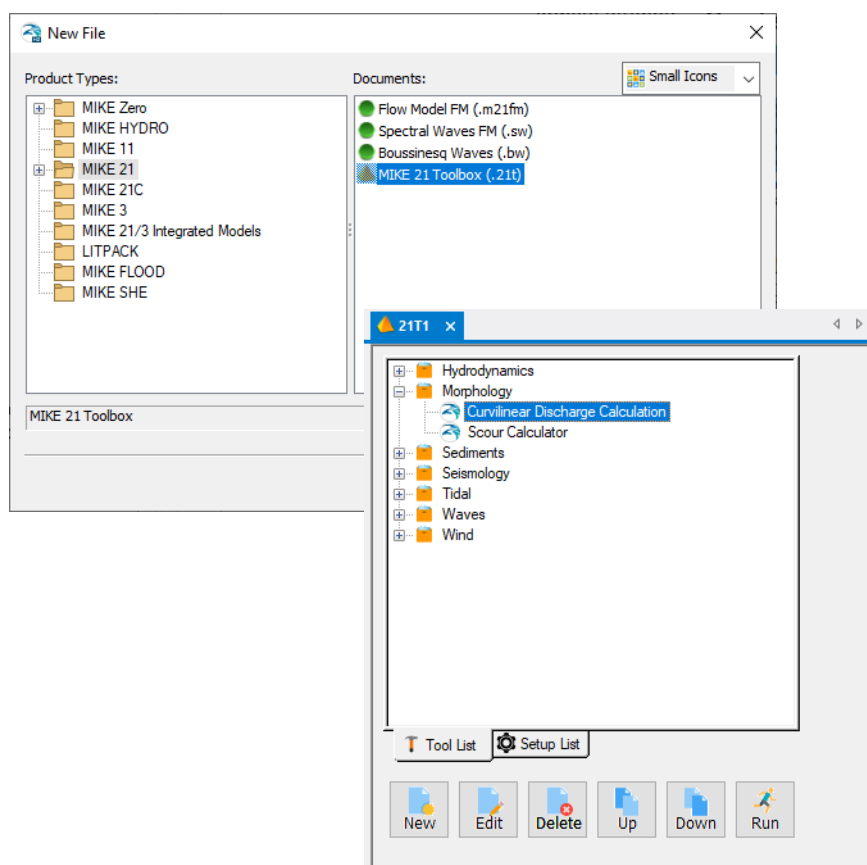 New File
Product Types:
Documents:
Small Icons
MIKE Zero
MIKE HYDRO
MIKE 11
MIKE 21
MIKE 21C
MIKE 3
MIKE 21/3 Integrated Models
LITPACK
MIKE FLOOD
MIKE SHE
Flow Model FM (.m21fm)
Spectral Waves FM (.sw)
Boussinesq Waves (.bw)
MIKE 21 Toolbox (.21t)
MIKE 21 Toolbox
21T1
Hydrodynamics
Morphology
Curvilinear Discharge Calculation
Scour Calculator
Sediments
Seismology
Tidal
Waves
Wind
Tool List
Setup List
New
Edit
Delete
Up
Down
Run